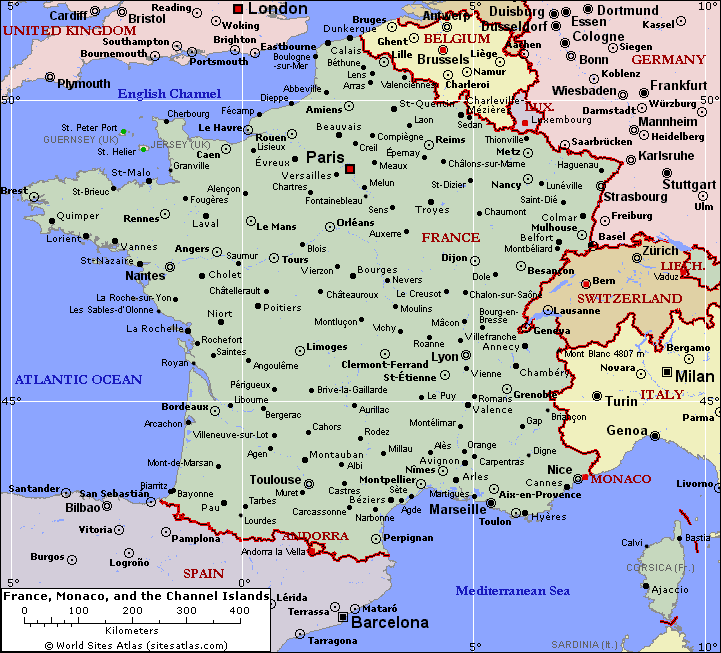 London
Cardiff
Bristol
Reading
Woking
UNITED KINGDOM
Southampton
Brighton
Bournemouth
Portsmouth
Eastbourne
Plymouth
English Channel
Dunkerque
Calais
Boulogne
-sur-Mer
Béthune
Lens
Arras
Lille
Valenciennes
Abbeville
Dieppe
Bruges
Ghent
Antwerp
BELGIUM
Brussels
Liège
Namur
Charleroi
Duisburg
Dusseldorf
Dortmund
Essen
Cologne
Aachen
Kassel
Siegen
Bonn
GERMANY
Koblenz
Wiesbaden
Frankfurt
Darmstadt
Würzburg
Mannheim
Heidelberg
Saarbrücken
Karlsruhe
Stuttgart
Ulm
5°
0°
5°
10°
50°
50°
LUX.
Luxembourg
Charleville-
Mézières
Sedan
St-Quentin
Laon
Amiens
Fécamp
Cherbourg
St. Peter Port
GUERNSEY (UK)
St. Helier
JERSEY (UK)
Le Havre
Rouen
Beauvais
Compiègne
Reims
Thionville
Metz
Caen
Lisieux
Évreux
Creil
Épernay
Châlons-sur-Marne
Haguenau
Granville
St-Malo
Paris
Versailles
Meaux
Melun
St-Dizier
Nancy
Lunéville
Strasbourg
Brest
St-Brieuc
Fougères
Alençon
Chartres
Fontainebleau
Sens
Troyes
Chaumont
Saint-Dié
Colmar
Freiburg
Quimper
Rennes
Laval
Le Mans
Orléans
Auxerre
FRANCE
Mulhouse
Belfort
Basel
Montbéliard
Lorient
Vannes
St-Nazaire
Nantes
Angers
Saumur
Tours
Blois
Dijon
Besançon
Zürich
LIECH.
Vaduz
Cholet
Vierzon
Bourges
Nevers
Dole
Bern
SWITZERLAND
La Roche-sur-Yon
Les Sables-d'Olonne
Châtellerault
Châteauroux
Le Creusot
Chalon-sur-Saône
Lausanne
Poitiers
Moulins
Niort
Montluçon
Vichy
Mâcon
Bourg-en-
Bresse
Geneva
La Rochelle
Rochefort
Saintes
Roanne
Villefranche
Annecy
Mont Blanc 4807 m
Bergamo
Limoges
Clermont-Ferrand
Lyon
Royan
Angoulême
St-Étienne
Vienne
Chambéry
Novara
Milan
ATLANTIC OCEAN
Périgueux
Brive-la-Gaillarde
Le Puy
Romans
Grenoble
Turin
ITALY
45°
45°
Libourne
Bordeaux
Bergerac
Aurillac
Valence
Briançon
Parma
Arcachon
Villeneuve-sur-Lot
Cahors
Rodez
Montélimar
Gap
Genoa
Agen
Millau
Alès
Orange
Digne
Mont-de-Marsan
Montauban
Albi
Avignon
Carpentras
Nîmes
Nice
MONACO
Santander
San Sebastián
Biarritz
Bayonne
Toulouse
Muret
Castres
Montpellier
Arles
Cannes
Livorno
Bilbao
Pau
Tarbes
Carcassonne
Béziers
Sète
Agde
Martigues
Aix-en-Provence
Marseille
Toulon
Hyères
Lourdes
Narbonne
Vitoria
Pamplona
ANDORRA
Andorra la Vella
Perpignan
Calvi
Bastia
Burgos
Logroño
SPAIN
CORSICA (Fr.)
Ajaccio
5°
0°
5°
Mediterranean Sea
France, Monaco, and the Channel Islands
0 100 200 300 400
Kilometers
© World Sites Atlas (sitesatlas.com)
Lérida
Terrassa
Mataró
Barcelona
Tarragona
SARDINIA (It.)